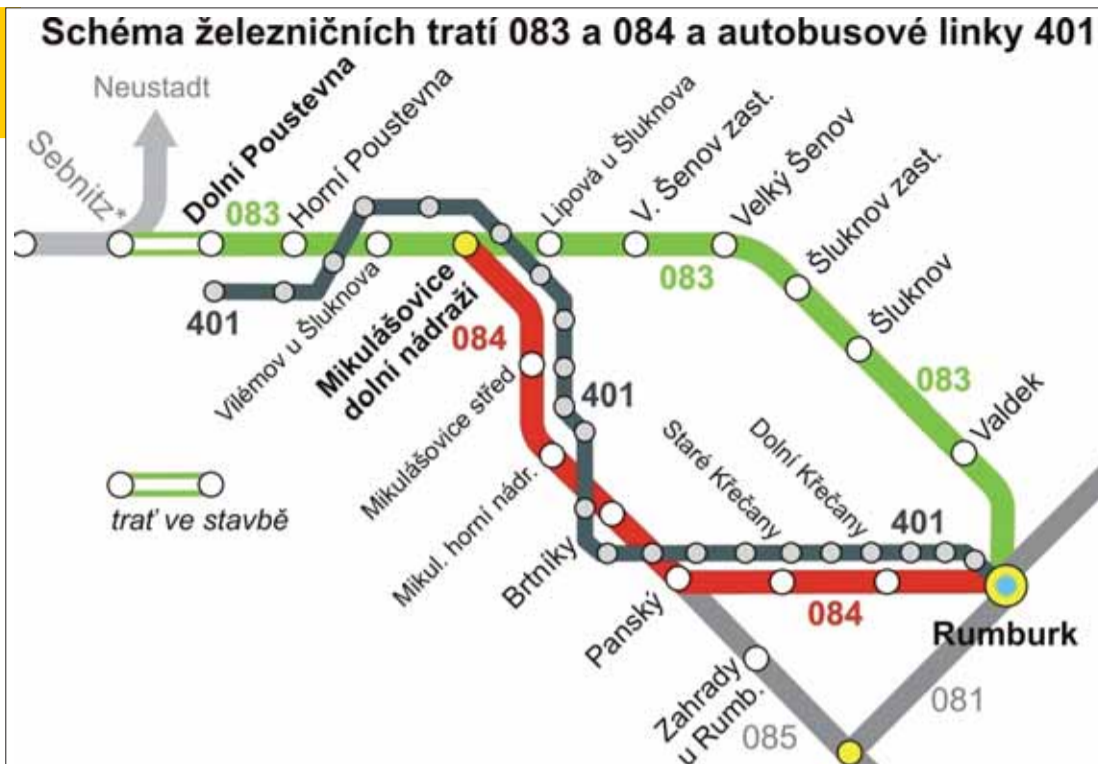 Schéma železničních tratí 083 a 084 a autobusové linky 401
Neustadt
Sebnitz*
Dolní Poustevna
083
Horní Poustevna
Lipová u Šluknova
V. Šenov zast.
Velký Šenov
083
Šluknov zast.
Šluknov
083
Valdek
401
Vilémov u Šluknova
Mikulášovice
dolní nádraží
084
401
Mikulášovice střed
Mikul. horní nádr.
trať ve stavbě
Brtníky
Staré Křečany
Dolní Křečany
401
Panský
084
Rumburk
Zahrady
u Rumb.
085
081